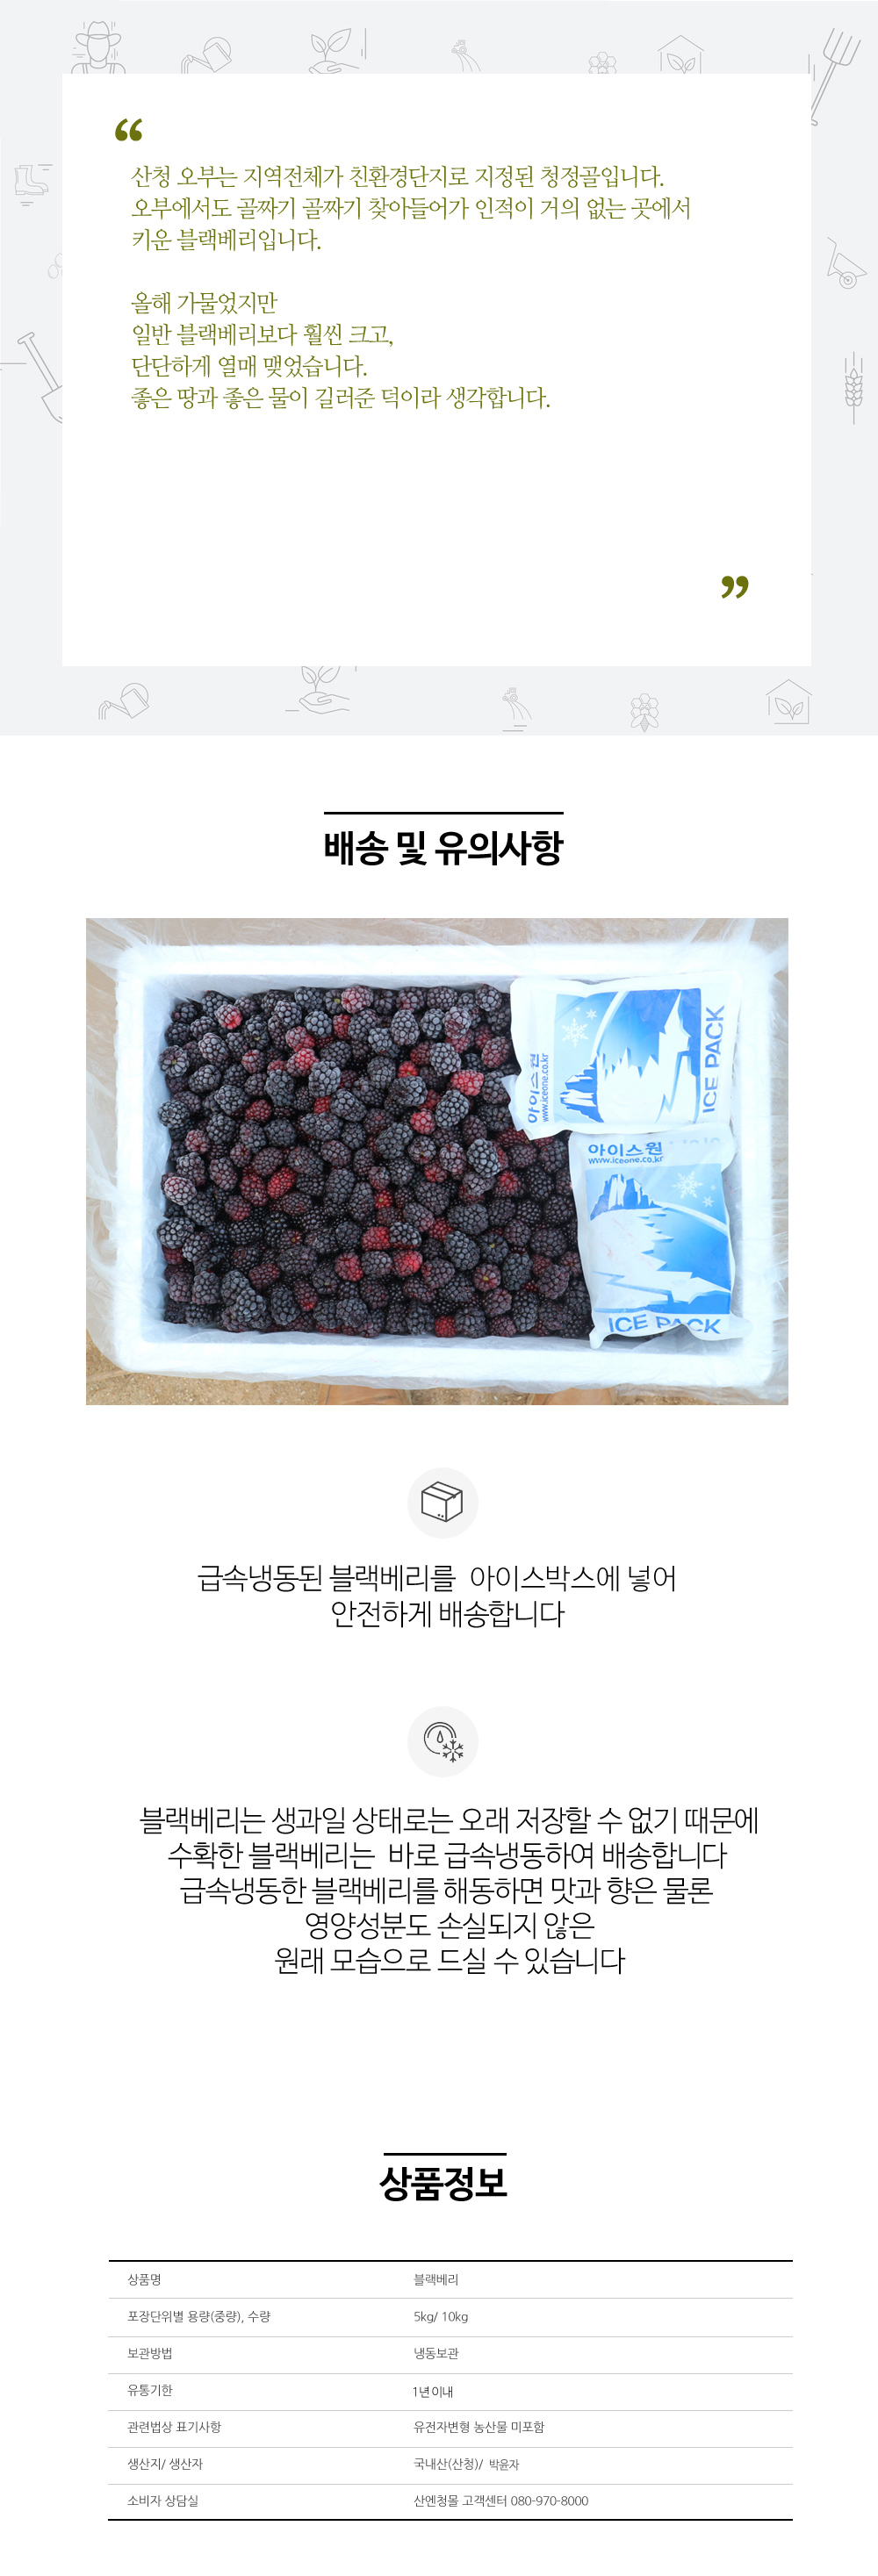 “
산청 오부는 지역전체가 친환경단지로 지정된 청정골입니다.
오부에서도 골짜기 골짜기 찾아들어가 인적이 거의 없는 곳에서
키운 블랙베리입니다.
올해 가물었지만
일반 블랙베리보다 훨씬 크고,
단단하게 열매 맺었습니다.
좋은 땅과 좋은 물이 길러준 덕이라 생각합니다.
”
배송 및 유의사항
아이스원
www.iceone.co.kr
ICE PACK
아이스원
www.iceone.co.kr
ICE PACK
급속냉동된 블랙베리를 아이스박스에 넣어
안전하게 배송합니다
블랙베리는 생과일 상태로는 오래 저장할 수 없기 때문에
수확한 블랙베리는 바로 급속냉동하여 배송합니다
급속냉동한 블랙베리를 해동하면 맛과 향은 물론
영양성분도 손실되지 않은
원래 모습으로 드실 수 있습니다
상품정보
상품명 블랙베리
포장단위별 용량(중량), 수량 5kg/ 10kg
보관방법 냉동보관
유통기한 1년 이내
관련법상 표기사항 유전자변형 농산물 미포함
생산지/ 생산자 국내산(산청)/ 박윤자
소비자 상담실 산엔청몰 고객센터 080-970-8000